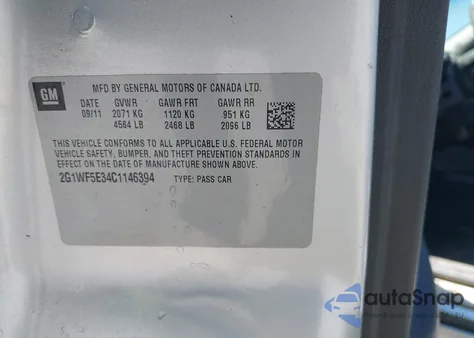 GM
MFD BY GENERAL MOTORS OF CANADA LTD.
DATE GVWR GAWR FRT GAWR RR
09/11 2071 KG 1120 KG 951 KG
4564 LB 2468 LB 2096 LB
THIS VEHICLE CONFORMS TO ALL APPLICABLE U.S. FEDERAL MOTOR
VEHICLE SAFETY, BUMPER, AND THEFT PREVENTION STANDARDS IN
EFFECT ON THE DATE OF MANUFACTURE SHOWN ABOVE.
2G1WF5E34C1146394 TYPE: PASS CAR
autoSnap